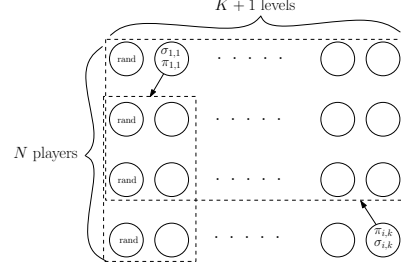 K + 1 levels
rand σ1,1 · · · · ·
π1,1
rand · · · · ·
N players
rand · · · · ·
rand · · · · · πi,k
σi,k